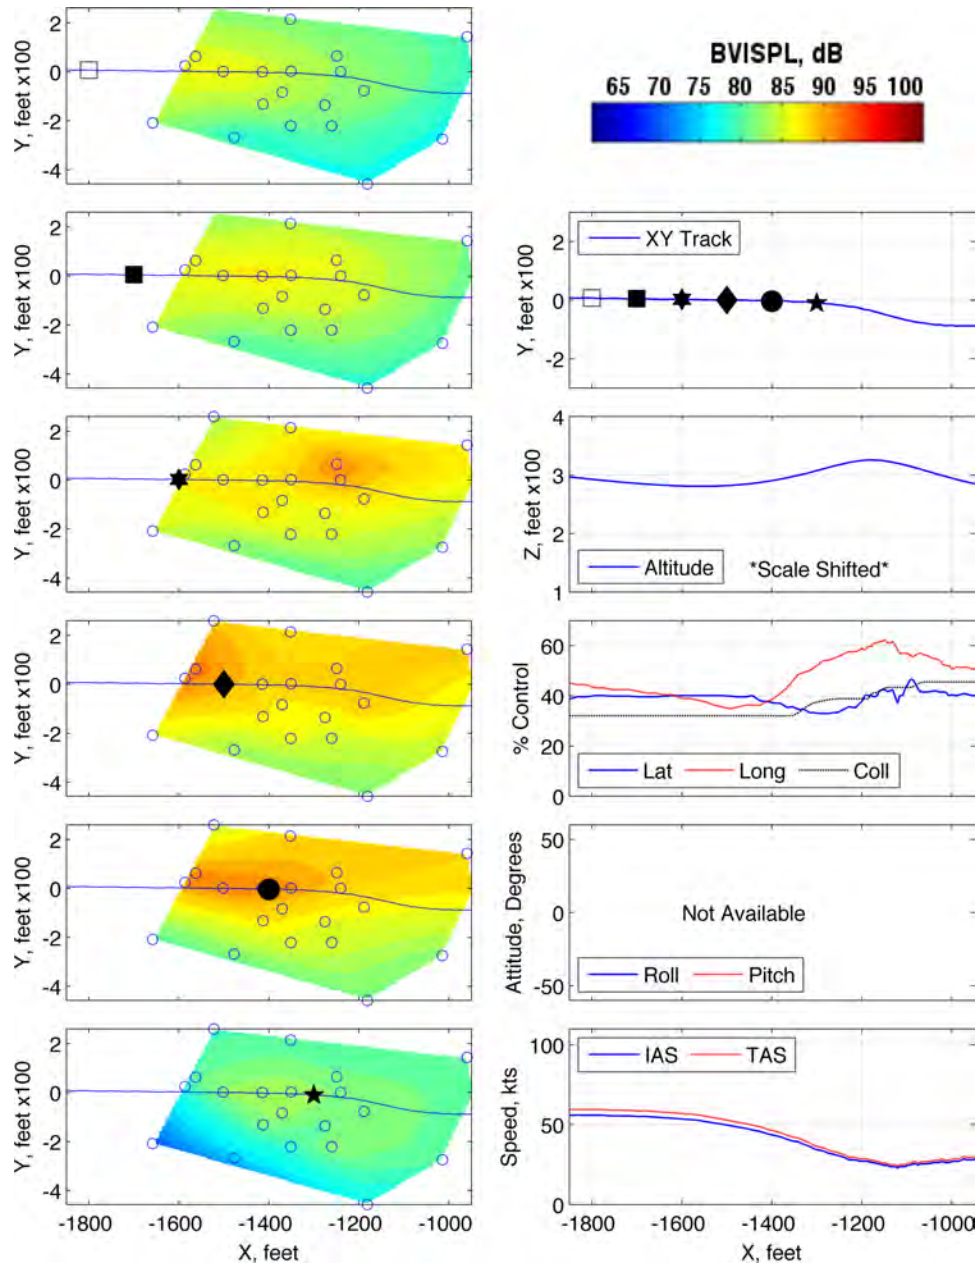 BVISPL, dB
65 70 75 80 85 90 95 100
2
0
-2
-4
Y, feet x100
2
0
-2
-4
Y, feet x100
XY Track
2
0
-2
Y, feet x100
2
0
-2
-4
Y, feet x100
4
3
2
1
Z, feet x100
Altitude
*Scale Shifted*
2
0
-2
-4
Y, feet x100
60
40
20
0
% Control
Lat Long Coll
2
0
-2
-4
Y, feet x100
50
0
-50
Attitude, Degrees
Not Available
Roll Pitch
2
0
-2
-4
Y, feet x100
-1800 -1600 -1400 -1200 -1000
X, feet
100
50
0
Speed, kts
IAS TAS
-1800 -1600 -1400 -1200 -1000
X, feet